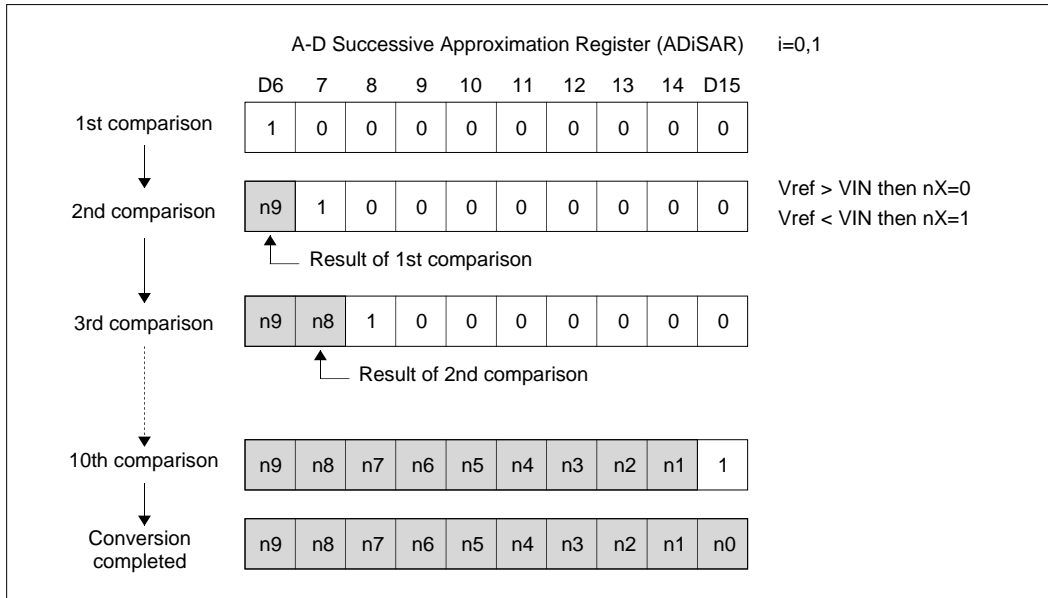 A-D Successive Approximation Register (ADiSAR) i=0,1
D6 7 8 9 10 11 12 13 14 D15
1st comparison 1 0 0 0 0 0 0 0 0 0
2nd comparison n9 1 0 0 0 0 0 0 0 0
Vref > VIN then nX=0
Vref < VIN then nX=1
Result of 1st comparison
3rd comparison n9 n8 1 0 0 0 0 0 0 0
Result of 2nd comparison
10th comparison n9 n8 n7 n6 n5 n4 n3 n2 n1 1
Conversion
completed
n9 n8 n7 n6 n5 n4 n3 n2 n1 n0